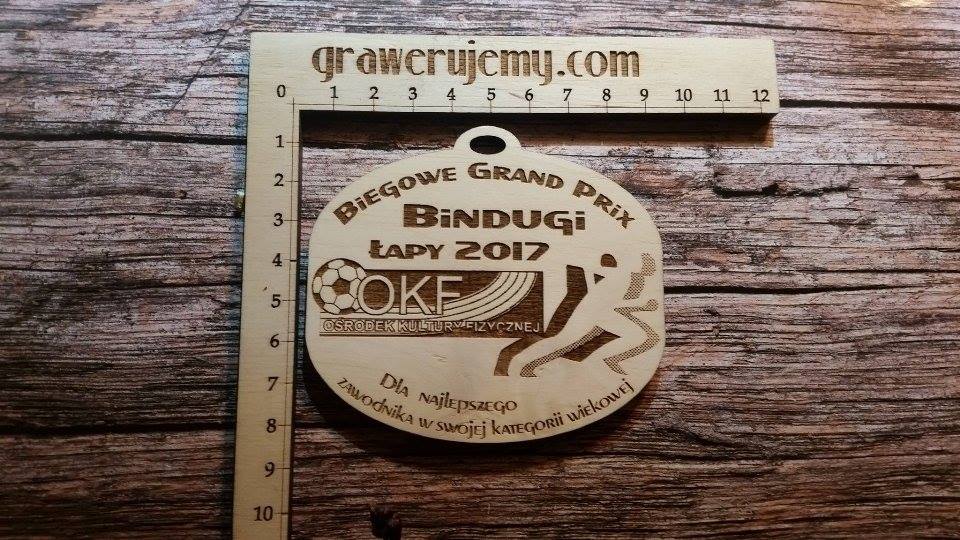 grawerujemy.com
0 1 2 3 4 5 6 7 8 9 10 11 12
1
2
3
4
5
6
7
8
9
10
Biegowe Grand Prix
Bindugi
Łapy 2017
OKF
OŚRODEK KULTURY FIZYCZNEJ
Dla najlepszego
zawodnika w swojej kategorii wiekowej